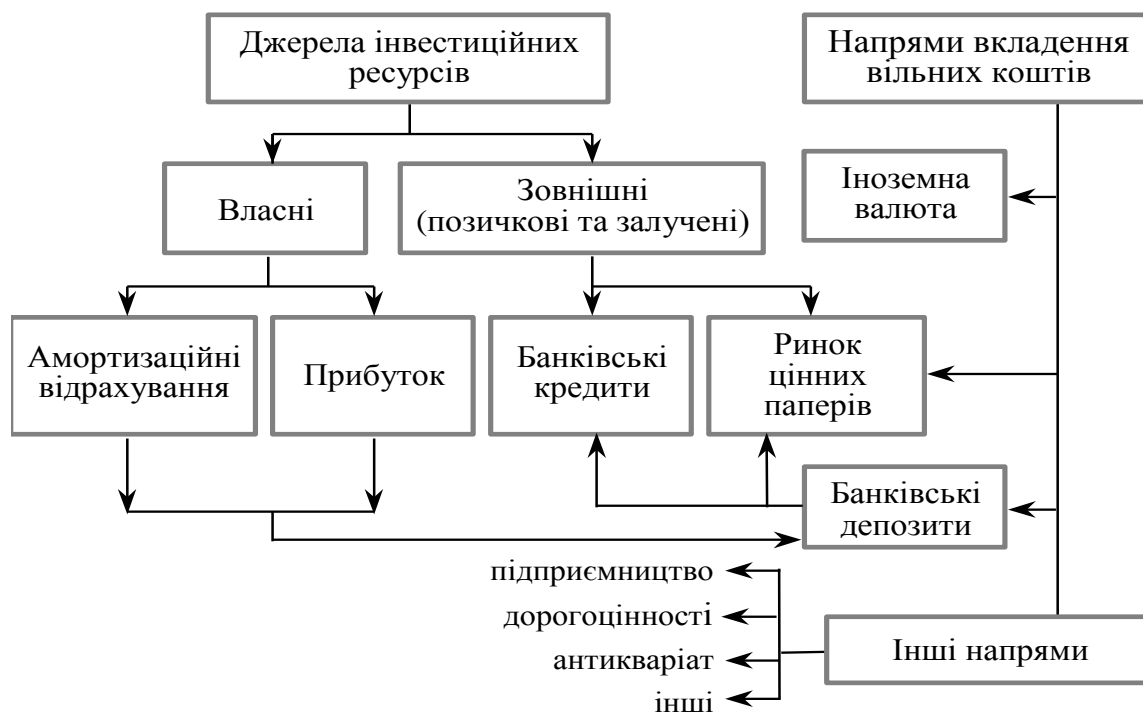 Джерела інвестиційних
ресурсів
Напрями вкладення
вільних коштів
Власні
Зовнішні
(позичкові та залучені)
Іноземна
валюта
Амортизаційні
відрахування
Прибуток
Банківські
кредити
Ринок
цінних
паперів
Банківські
депозити
підприємництво
дорогоцінності
антикваріат
інші
Інші напрями